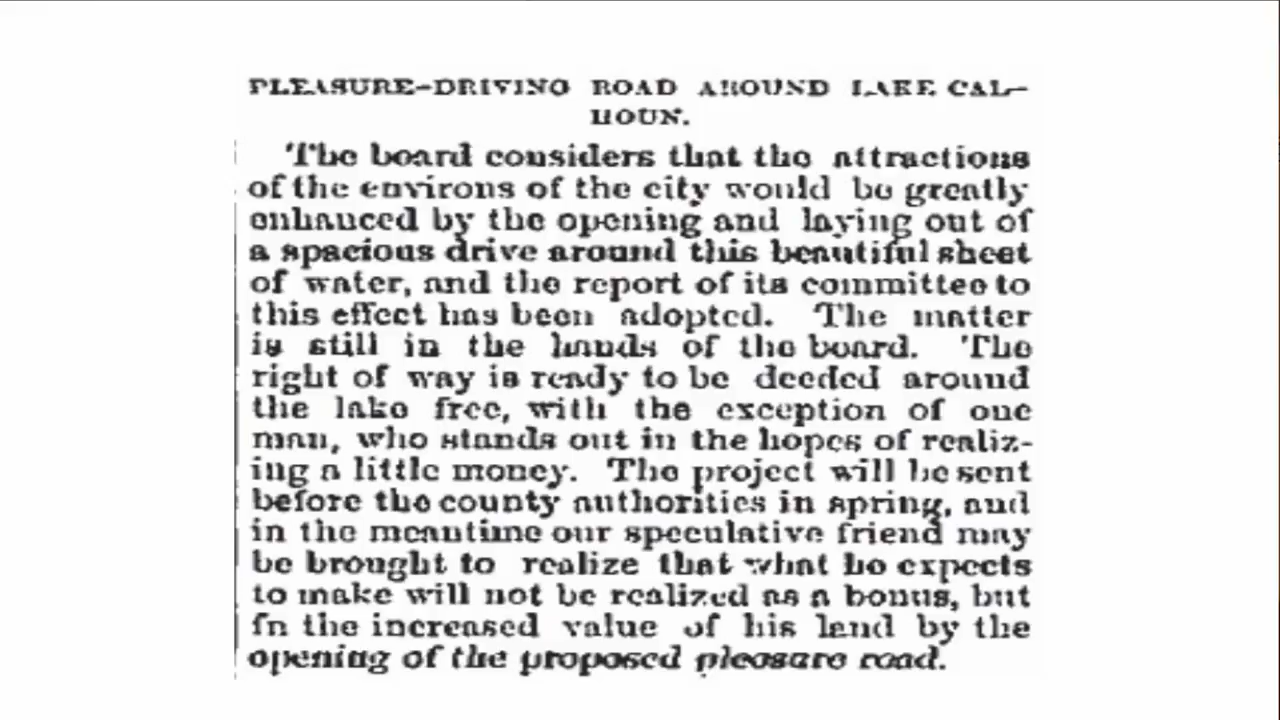 PLEASURE-DRIVING ROAD AROUND LAKE CAL-
HOUN.
The board considers that the attractions
of the environs of the city would be greatly
enhanced by the opening and laying out of
a spacious drive around this beautiful sheet
of water, and the report of its committee to
this effect has been adopted. The matter
is still in the hands of the board. The
right of way is ready to be deeded around
the lake free, with the exception of one
man, who stands out in the hopes of realiz-
ing a little money. The project will be sent
before the county authorities in spring, and
in the meantime our speculative friend may
be brought to realize that what he expects
to make will not be realized as a bonus, but
in the increased value of his land by the
opening of the proposed pleasure road.